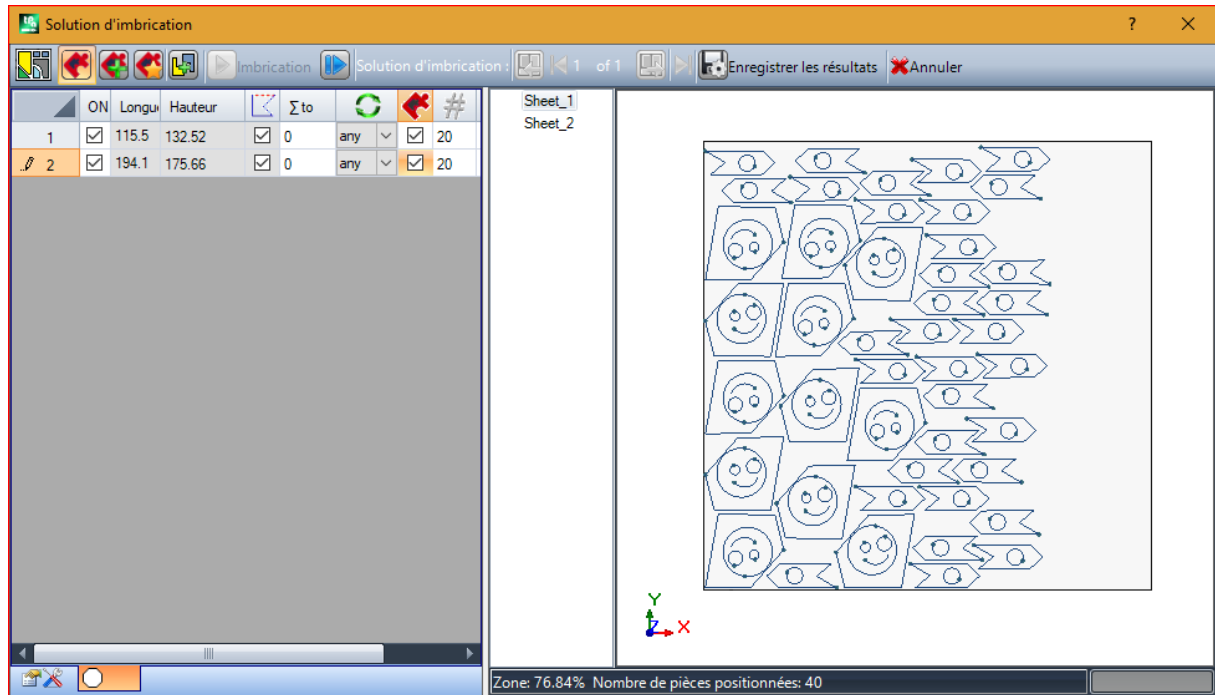 Solution d'imbrication ? ×
Imbrication Solution d'imbrication : 1 of 1 Enregistrer les résultats Annuler
ON Longu Hauteur Σ to #
1 115.5 132.52 0 any 20
2 194.1 175.66 0 any 20
Sheet_1
Sheet_2
Y
Z X
Zone: 76.84% Nombre de pièces positionnées: 40